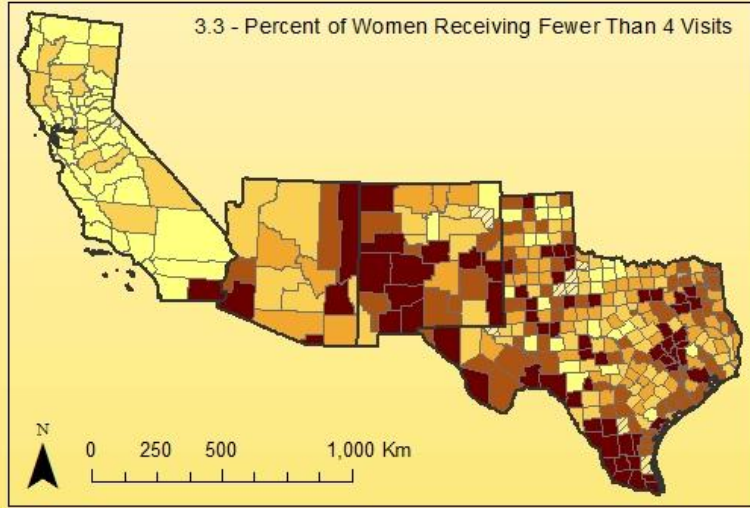 3.3 - Percent of Women Receiving Fewer Than 4 Visits
N
0 250 500 1,000 Km